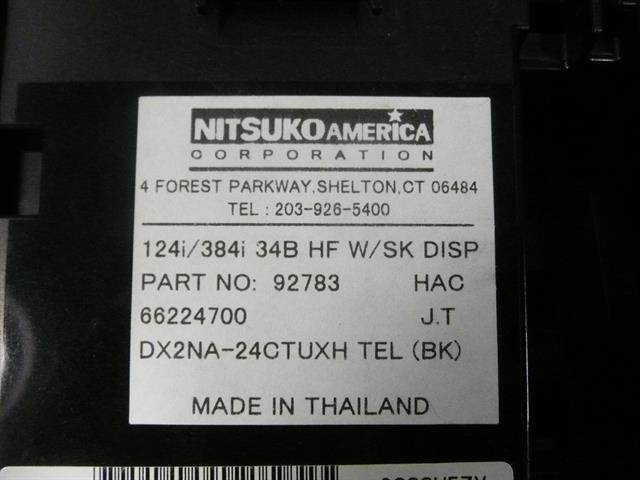 NITSUKO AMERICA
CORPORATION
4 FOREST PARKWAY,SHELTON,CT 06484
TEL : 203-926-5400
124i/384i 34B HF W/SK DISP
PART NO: 92783 HAC
66224700 J.T
DX2NA-24CTUXH TEL (BK)
MADE IN THAILAND